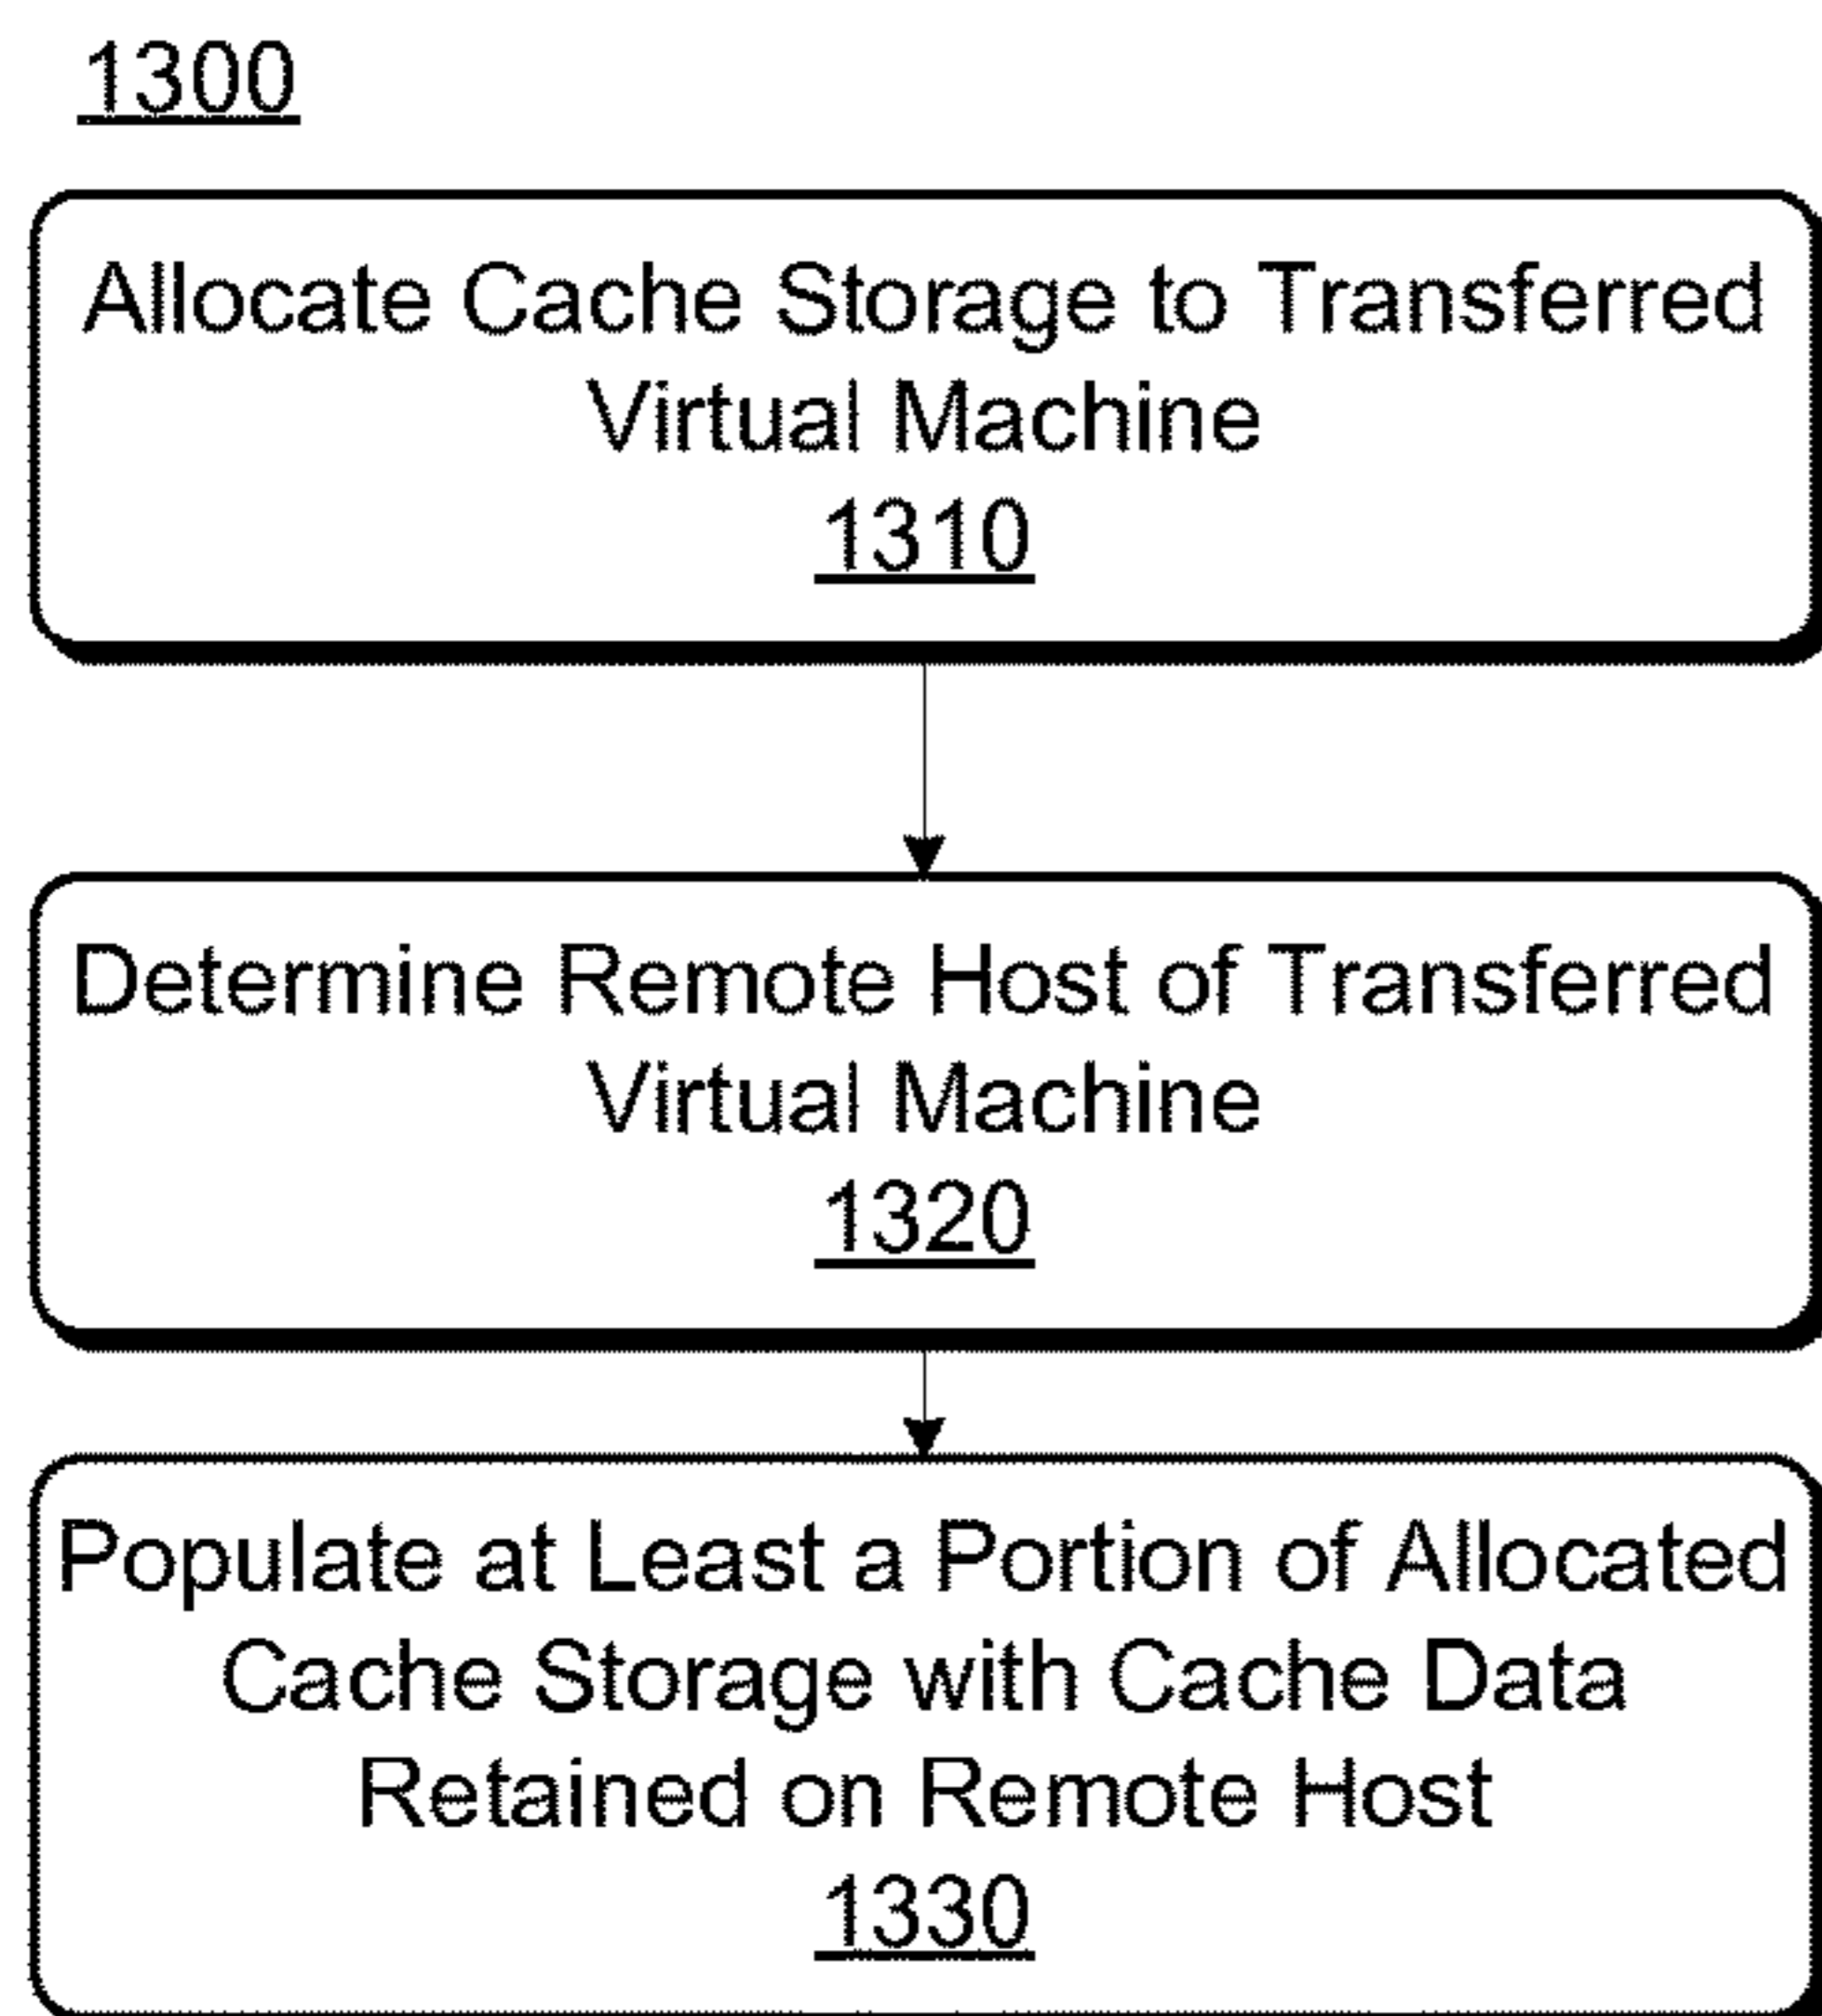 1300
Allocate Cache Storage to Transferred
Virtual Machine
1310
Determine Remote Host of Transferred
Virtual Machine
1320
Populate at Least a Portion of Allocated
Cache Storage with Cache Data
Retained on Remote Host
1330